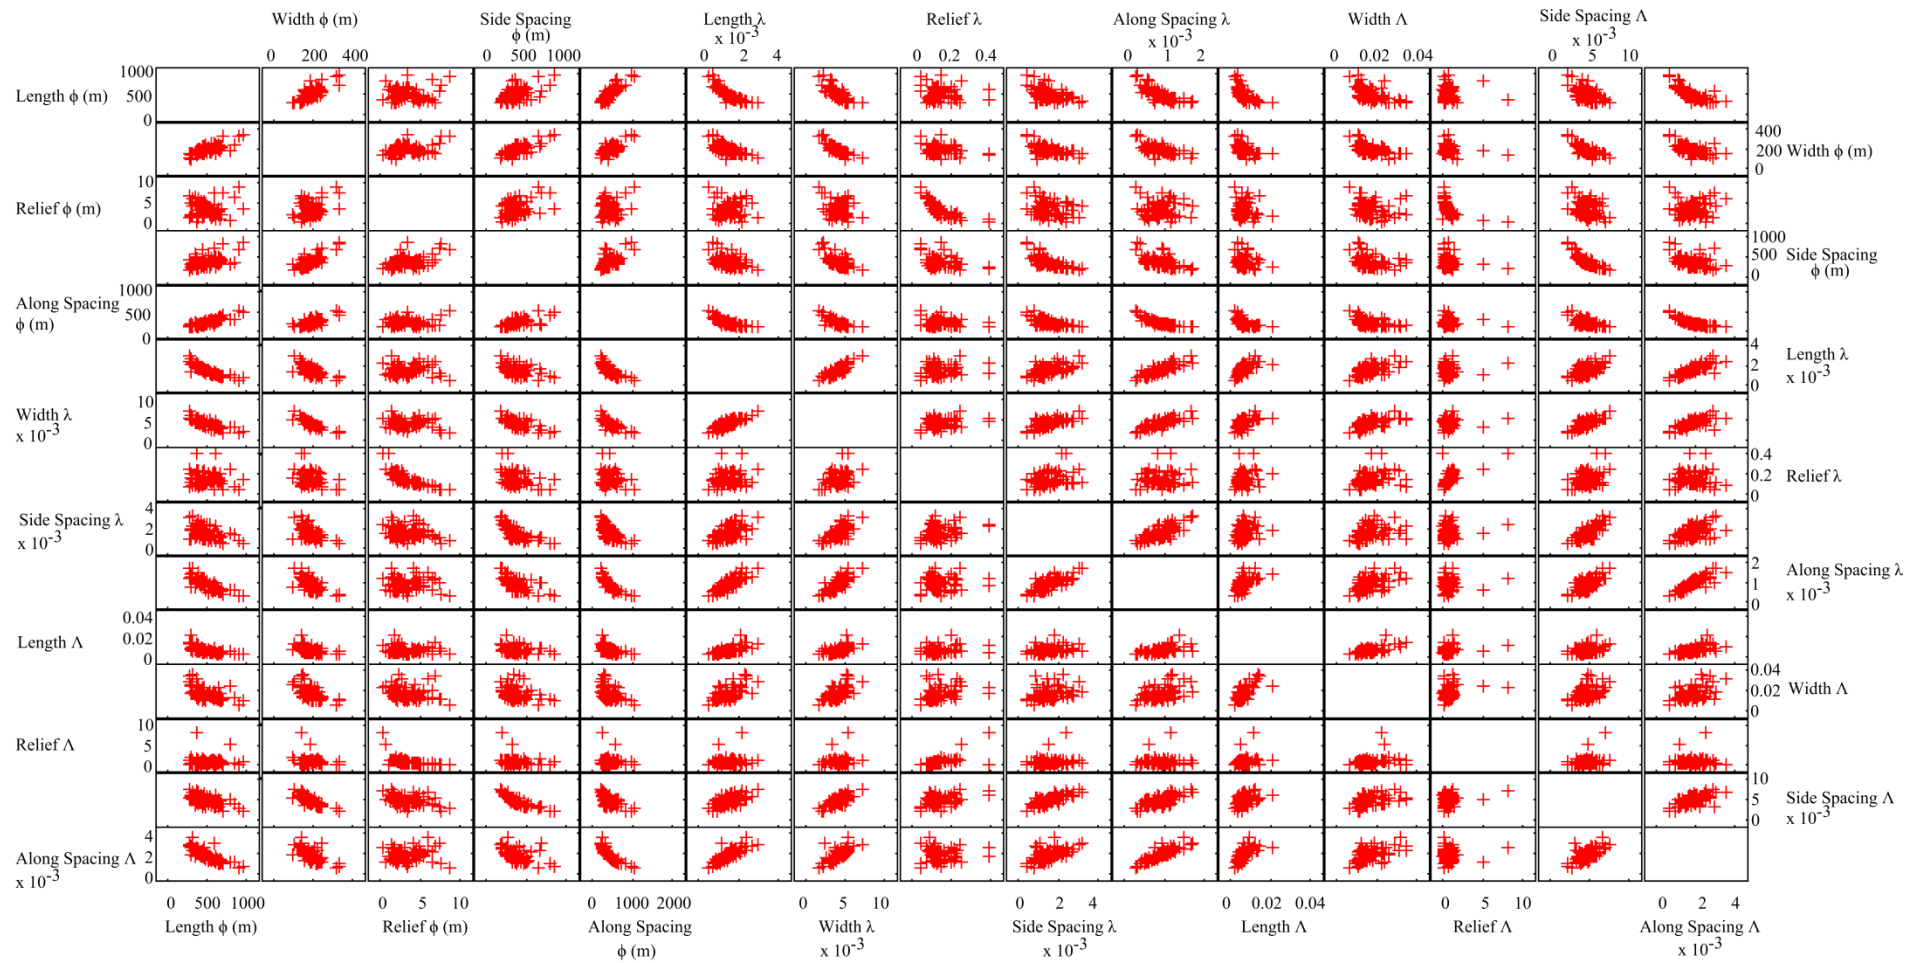 Width ϕ (m)
Side Spacing
ϕ (m)
Length λ
x 10-3
Relief λ
Along Spacing λ
x 10-3
Width Λ
Side Spacing Λ
x 10-3
0 200 400
0 500 1000
0 2 4
0 0.2 0.4
0 1 2
0 0.02 0.04
0 5 10
Length ϕ (m)
1000
500
0
400
200
0
Width ϕ (m)
Relief ϕ (m)
10
5
0
1000
500
0
Side Spacing
ϕ (m)
Along Spacing
ϕ (m)
1000
500
0
4
2
0
Length λ
x 10-3
Width λ
x 10-3
10
5
0
0.4
0.2
0
Relief λ
Side Spacing λ
x 10-3
4
2
0
2
1
0
Along Spacing λ
x 10-3
Length Λ
0.04
0.02
0
0.04
0.02
0
Width Λ
Relief Λ
10
5
0
10
5
0
Side Spacing Λ
x 10-3
Along Spacing Λ
x 10-3
4
2
0
0 500 1000
0 5 10
0 1000 2000
0 5 10
0 2 4
0 0.02 0.04
0 5 10
0 2 4
Length ϕ (m)
Relief ϕ (m)
Along Spacing
ϕ (m)
Width λ
x 10-3
Side Spacing λ
x 10-3
Length Λ
Relief Λ
Along Spacing Λ
x 10-3